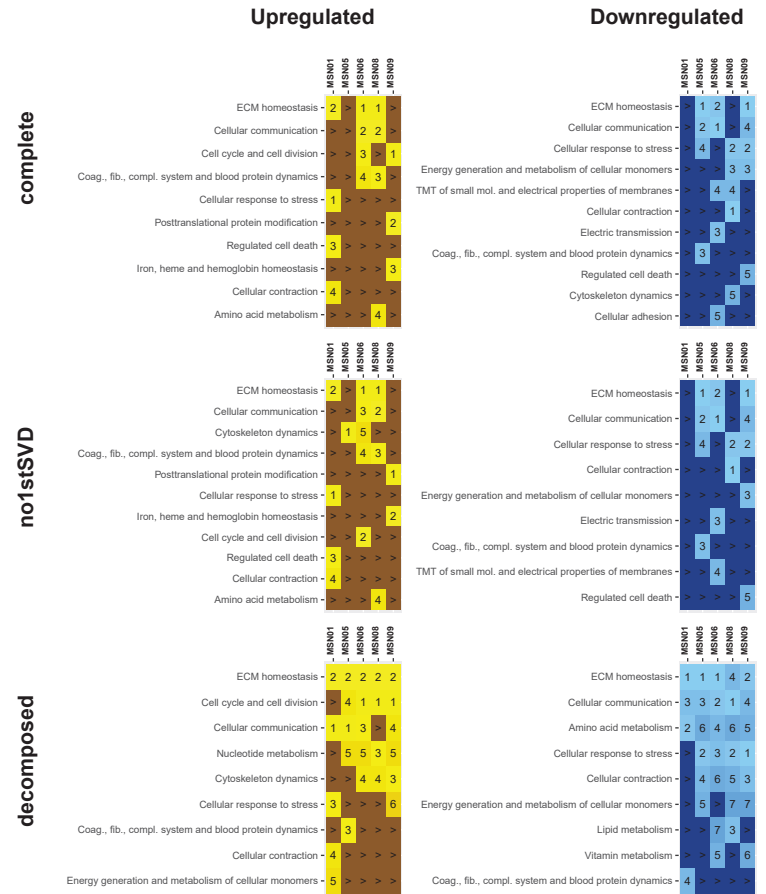 Upregulated
Downregulated
complete
MSN01 MSN05 MSN06 MSN08 MSN09
ECM homeostasis 2 > 1 1 >
Cellular communication > > 2 2 >
Cell cycle and cell division > > 3 > 1
Coag., fib., compl. system and blood protein dynamics > > 4 3 >
Cellular response to stress 1 > > > >
Posttranslational protein modification > > > > 2
Regulated cell death 3 > > > >
Iron, heme and hemoglobin homeostasis > > > > 3
Cellular contraction 4 > > > >
Amino acid metabolism > > > 4 >
MSN01 MSN05 MSN06 MSN08 MSN09
ECM homeostasis > 1 2 > 1
Cellular communication > 2 1 > 4
Cellular response to stress > 4 > 2 2
Energy generation and metabolism of cellular monomers > > > 3 3
TMT of small mol. and electrical properties of membranes > > 4 4 >
Cellular contraction > > > 1 >
Electric transmission > > 3 > >
Coag., fib., compl. system and blood protein dynamics > 3 > > >
Regulated cell death > > > > 5
Cytoskeleton dynamics > > > 5 >
Cellular adhesion > > 5 > >
no1stSVD
MSN01 MSN05 MSN06 MSN08 MSN09
ECM homeostasis 2 > 1 1 >
Cellular communication > > 3 2 >
Cytoskeleton dynamics > 1 5 > >
Coag., fib., compl. system and blood protein dynamics > > 4 3 >
Posttranslational protein modification > > > > 1
Cellular response to stress 1 > > > >
Iron, heme and hemoglobin homeostasis > > > > 2
Cell cycle and cell division > > 2 > >
Regulated cell death 3 > > > >
Cellular contraction 4 > > > >
Amino acid metabolism > > > 4 >
MSN01 MSN05 MSN06 MSN08 MSN09
ECM homeostasis > 1 2 > 1
Cellular communication > 2 1 > 4
Cellular response to stress > 4 > 2 2
Cellular contraction > > > 1 >
Energy generation and metabolism of cellular monomers > > > > 3
Electric transmission > > 3 > >
Coag., fib., compl. system and blood protein dynamics > 3 > > >
TMT of small mol. and electrical properties of membranes > > 4 > >
Regulated cell death > > > > 5
decomposed
MSN01 MSN05 MSN06 MSN08 MSN09
ECM homeostasis 2 2 2 2 2
Cell cycle and cell division > 4 1 1 1
Cellular communication 1 1 3 > 4
Nucleotide metabolism > 5 5 3 5
Cytoskeleton dynamics > > 4 4 3
Cellular response to stress 3 > > > 6
Coag., fib., compl. system and blood protein dynamics > 3 > > >
Cellular contraction 4 > > > >
Energy generation and metabolism of cellular monomers 5 > > > >
MSN01 MSN05 MSN06 MSN08 MSN09
ECM homeostasis 1 1 1 4 2
Cellular communication 3 3 2 1 4
Amino acid metabolism 2 6 4 6 5
Cellular response to stress > 2 3 2 1
Cellular contraction > 4 6 5 3
Energy generation and metabolism of cellular monomers > 5 > 7 7
Lipid metabolism > > 7 3 >
Vitamin metabolism > > 5 > 6
Coag., fib., compl. system and blood protein dynamics 4 > > > >